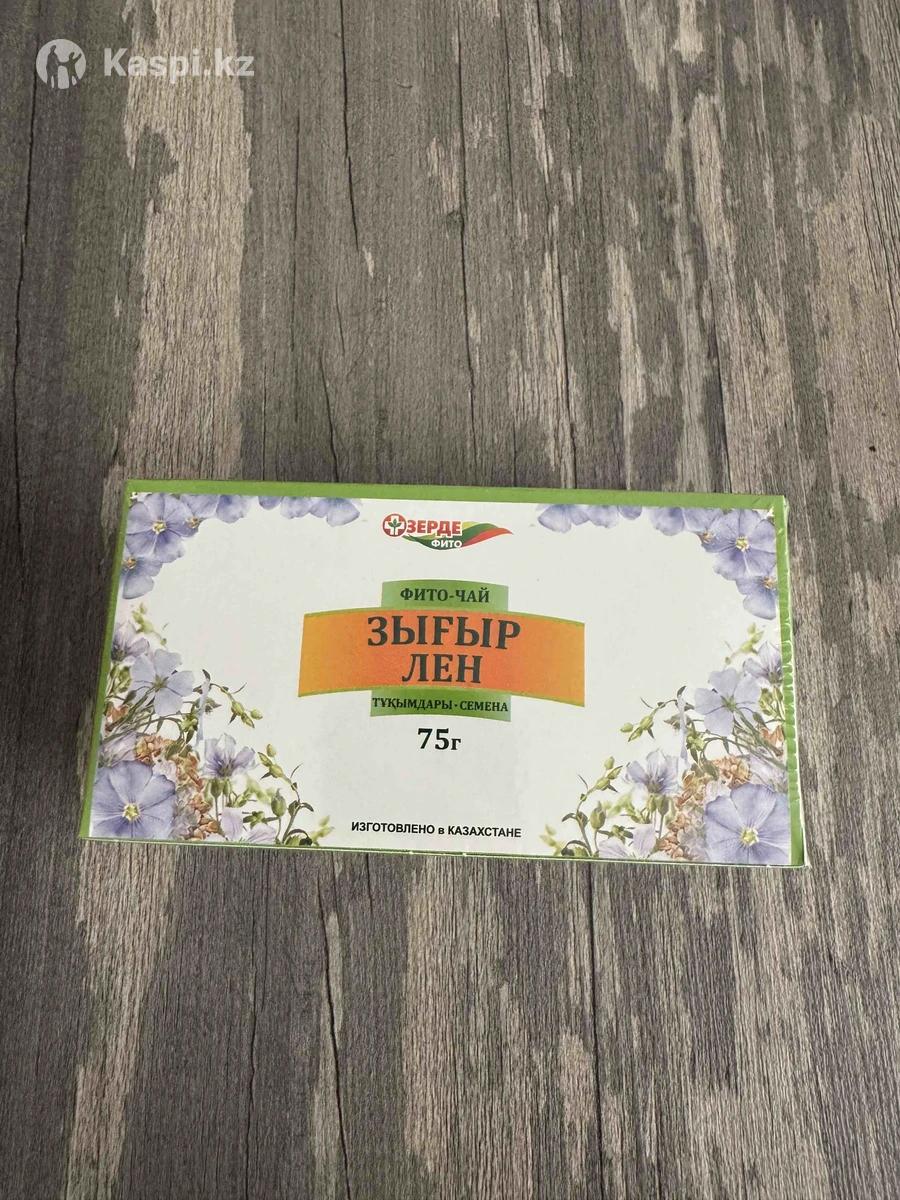 Kaspi.kz
ЗЕРДЕ
ФИТО
ФИТО-ЧАЙ
ЗЫҒЫР
ЛЕН
ТҰҚЫМДАРЫ · СЕМЕНА
75г
ИЗГОТОВЛЕНО в КАЗАХСТАНЕ